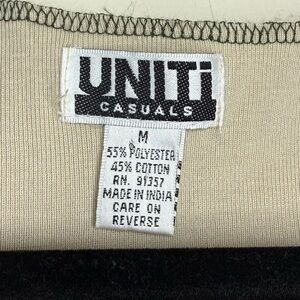 UNITi
CASUALS
M
55% POLYESTER
45% COTTON
RN. 91357
MADE IN INDIA
CARE ON
REVERSE